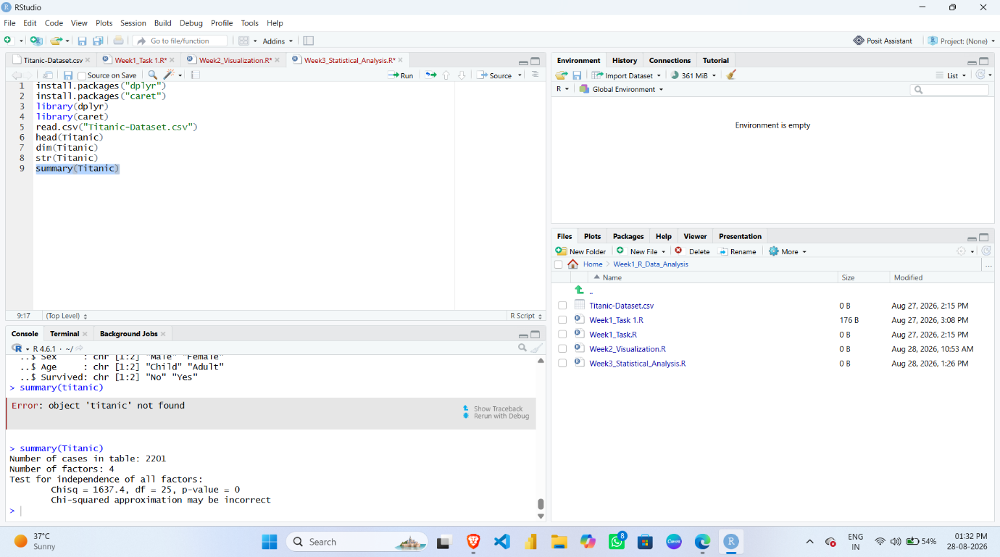 RStudio
File Edit Code View Plots Session Build Debug Profile Tools Help
Go to file/function Addins Posit Assistant Project: (None)
Titanic-Dataset.csv Week1_Task 1.R* Week2_Visualization.R* Week3_Statistical_Analysis.R*
Source on Save Run Source
1 install.packages("dplyr")
2 install.packages("caret")
3 library(dplyr)
4 library(caret)
5 read.csv("Titanic-Dataset.csv")
6 head(Titanic)
7 dim(Titanic)
8 str(Titanic)
9 summary(Titanic)
9:17 (Top Level) R Script
Console Terminal Background Jobs
R 4.6.1 · ~/
..$ Sex     : chr [1:2] "Male" "Female"
..$ Age     : chr [1:2] "Child" "Adult"
..$ Survived: chr [1:2] "No" "Yes"
> summary(titanic)
Error: object 'titanic' not found
Show Traceback
Rerun with Debug
> summary(Titanic)
Number of cases in table: 2201
Number of factors: 4
Test for independence of all factors:
Chisq = 1637.4, df = 25, p-value = 0
Chi-squared approximation may be incorrect
>
Environment History Connections Tutorial
Import Dataset 361 MiB List
R Global Environment
Environment is empty
Files Plots Packages Help Viewer Presentation
New Folder New File Delete Rename More
Home Week1_R_Data_Analysis ...
Name Size Modified
..
Titanic-Dataset.csv 0 B Aug 27, 2026, 2:15 PM
Week1_Task 1.R 176 B Aug 27, 2026, 3:08 PM
Week1_Task.R 0 B Aug 27, 2026, 2:15 PM
Week2_Visualization.R 0 B Aug 28, 2026, 10:53 AM
Week3_Statistical_Analysis.R 0 B Aug 28, 2026, 1:26 PM
37°C
Sunny
Search
Canva
8
ENG
IN
54%
01:32 PM
28-08-2026